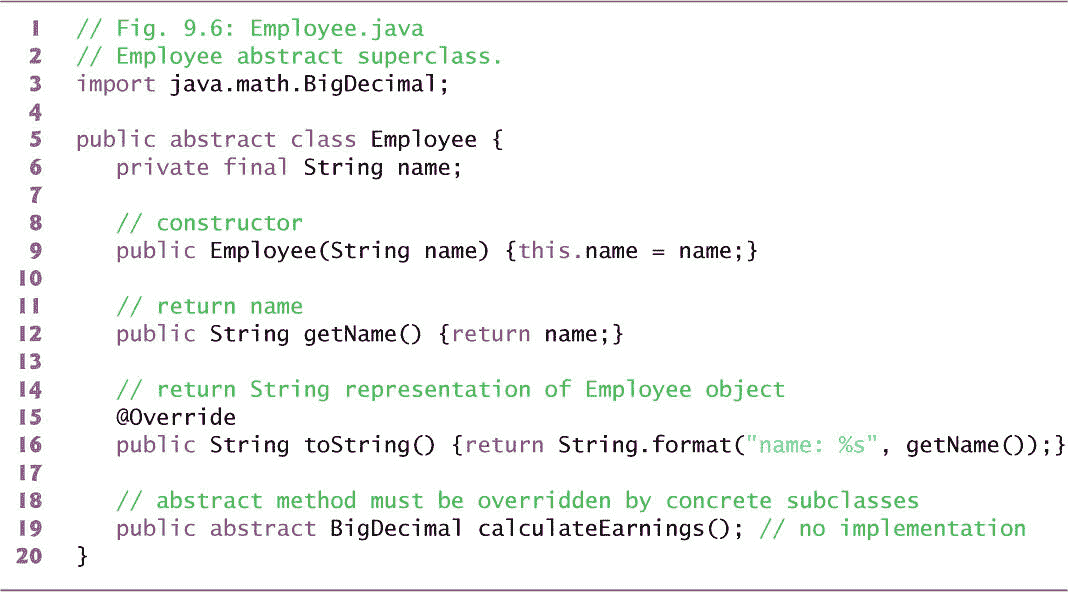 1 // Fig. 9.6: Employee.java
2 // Employee abstract superclass.
3 import java.math.BigDecimal;
4
5 public abstract class Employee {
6    private final String name;
7
8    // constructor
9    public Employee(String name) {this.name = name;}
10
11    // return name
12    public String getName() {return name;}
13
14    // return String representation of Employee object
15    @Override
16    public String toString() {return String.format("name: %s", getName());}
17
18    // abstract method must be overridden by concrete subclasses
19    public abstract BigDecimal calculateEarnings(); // no implementation
20 }